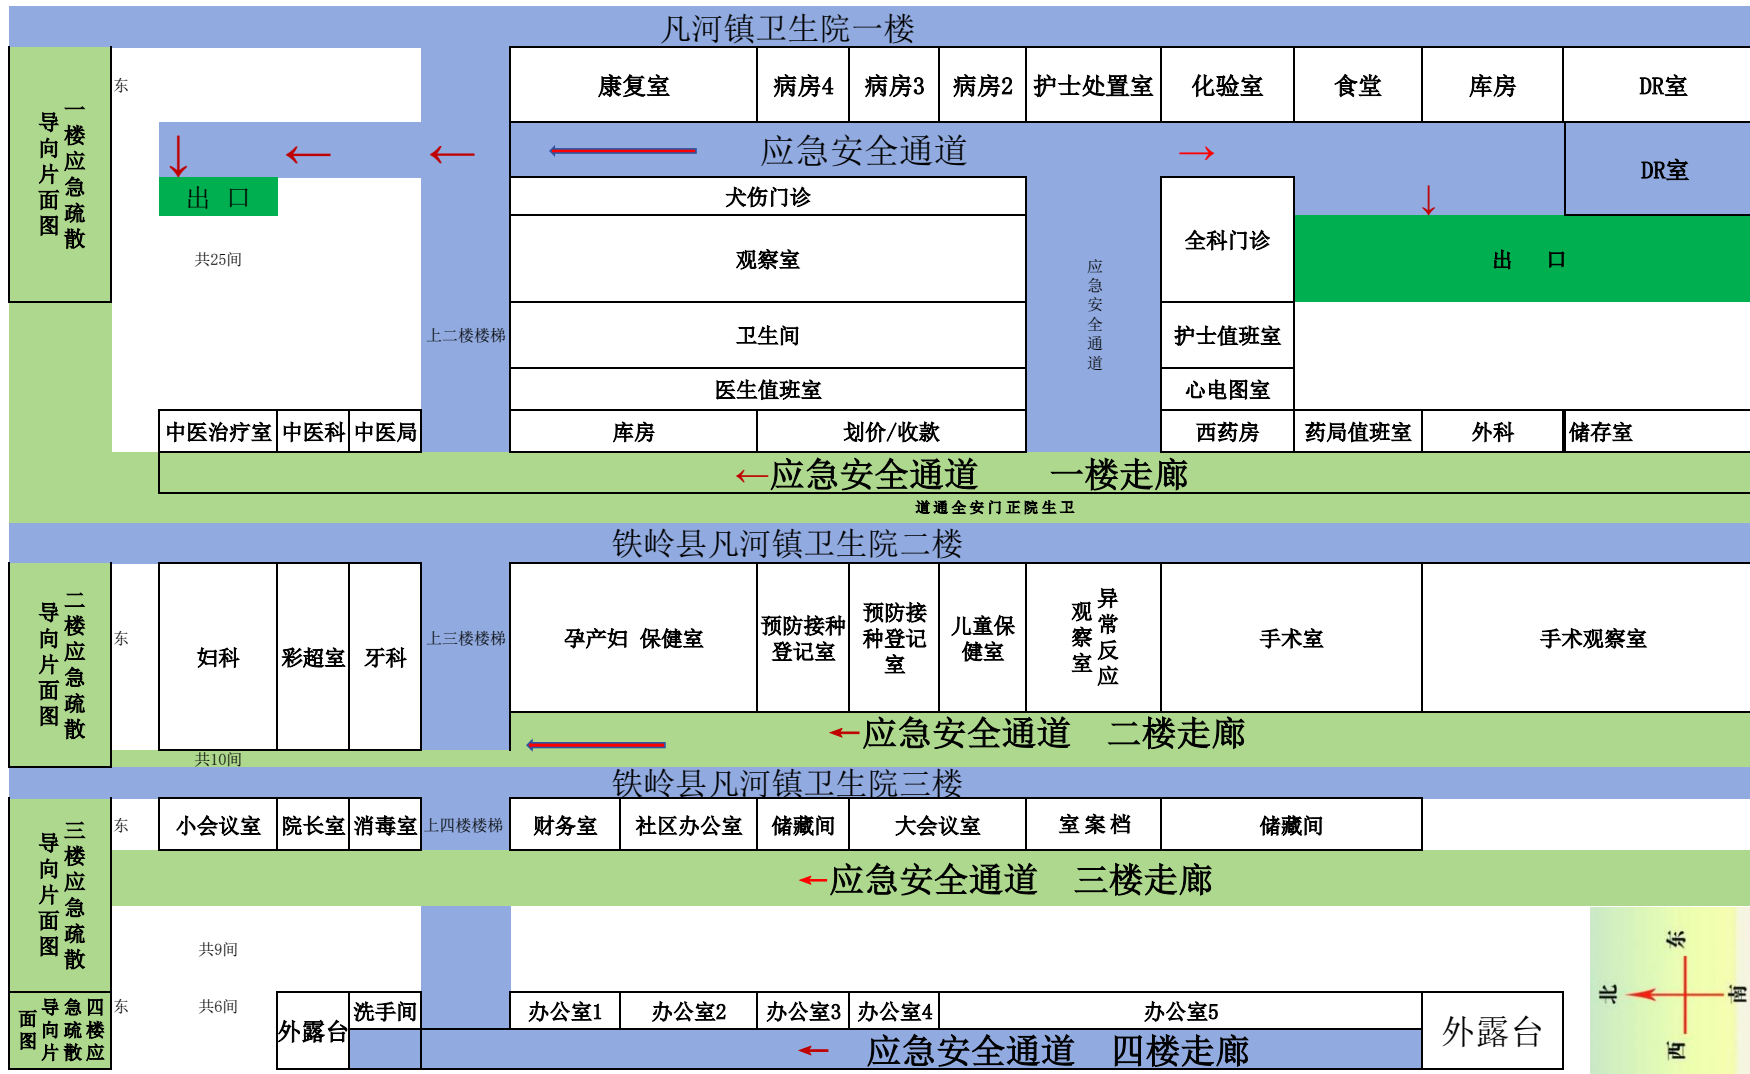 凡河镇卫生院一楼
一楼应急疏散
导向片面图
东
康复室
病房4
病房3
病房2
护士处置室
化验室
食堂
库房
DR室
应急安全通道
DR室
出 口
犬伤门诊
全科门诊
观察室
出 口
共25间
应急安全通道
上二楼楼梯
卫生间
护士值班室
医生值班室
心电图室
中医治疗室
中医科
中医局
库房
划价/收款
西药房
药局值班室
外科
储存室
←应急安全通道 一楼走廊
道通全安门正院生卫
铁岭县凡河镇卫生院二楼
二楼应急疏散
导向片面图
东
妇科
彩超室
牙科
上三楼楼梯
孕产妇 保健室
预防接种
登记室
预防接
种登记
室
儿童保
健室
异常反应
观察室
手术室
手术观察室
←应急安全通道 二楼走廊
共10间
铁岭县凡河镇卫生院三楼
三楼应急疏散
导向片面图
东
小会议室
院长室
消毒室
上四楼楼梯
财务室
社区办公室
储藏间
大会议室
室案档
储藏间
←应急安全通道 三楼走廊
共9间
四楼应
急疏散
导向片
面图
东
共6间
外露台
洗手间
办公室1
办公室2
办公室3
办公室4
办公室5
外露台
← 应急安全通道 四楼走廊
东
北
南
西